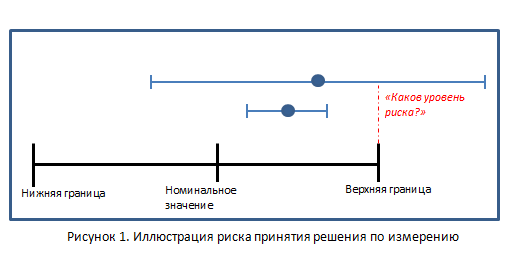 «Каков уровень
риска?»
Нижняя граница
Номинальное
значение
Верхняя граница
Рисунок 1. Иллюстрация риска принятия решения по измерению